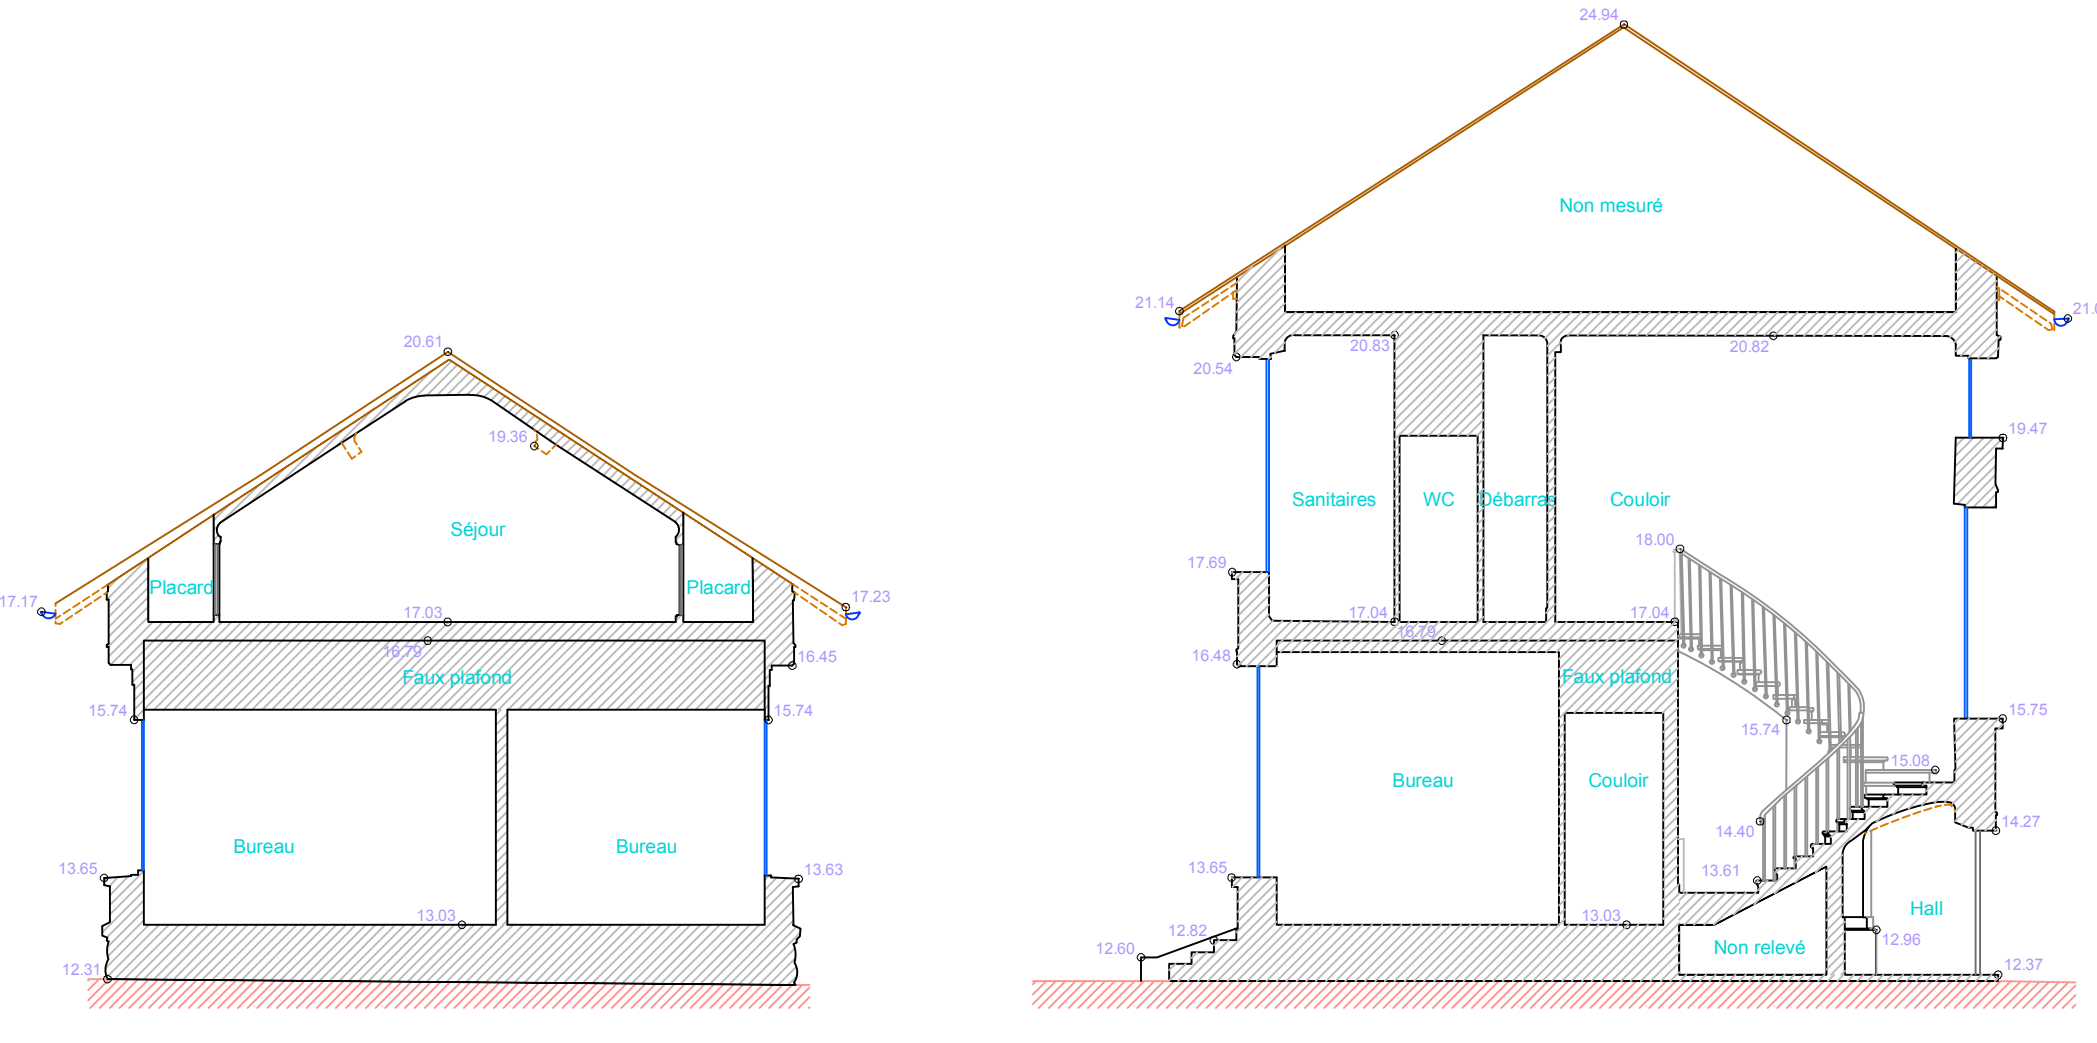 24.94
Non mesuré
21.14
20.83
20.82
20.54
20.61
19.36
19.47
Séjour
Sanitaires
WC
Débarras
Couloir
18.00
17.69
Placard
Placard
17.17
17.03
17.23
17.04
17.04
16.79
16.79
16.45
16.48
Faux plafond
Faux plafond
15.74
15.74
15.74
15.75
15.08
Bureau
Couloir
14.40
14.27
Bureau
Bureau
13.65
13.63
13.65
13.61
13.03
13.03
Hall
12.82
12.60
Non relevé
12.96
12.31
12.37